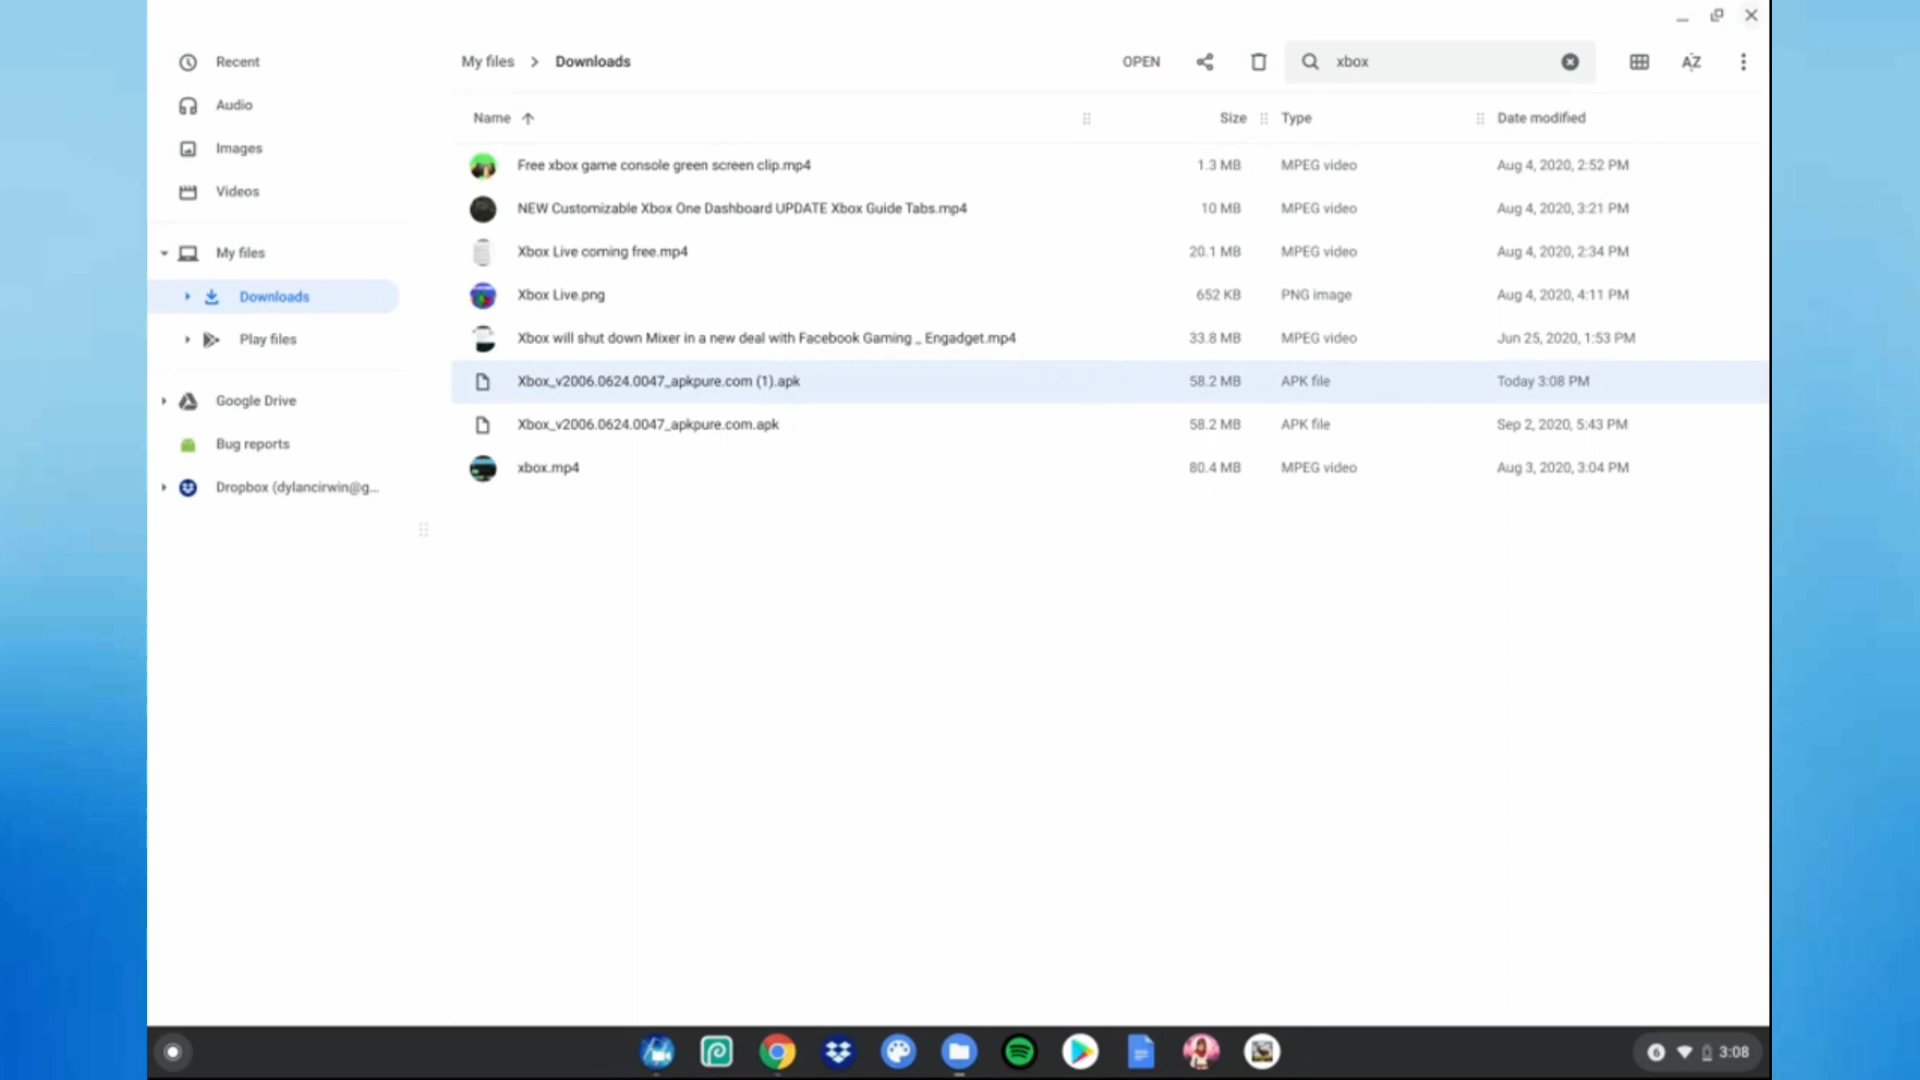 Recent
Audio
Images
Videos
My files
Downloads
Play files
Google Drive
Bug reports
Dropbox (dylancirwin@g...
My files > Downloads
OPEN
xbox
AZ
Name Size Type Date modified
Free xbox game console green screen clip.mp4 1.3 MB MPEG video Aug 4, 2020, 2:52 PM
NEW Customizable Xbox One Dashboard UPDATE Xbox Guide Tabs.mp4 10 MB MPEG video Aug 4, 2020, 3:21 PM
Xbox Live coming free.mp4 20.1 MB MPEG video Aug 4, 2020, 2:34 PM
Xbox Live.png 652 KB PNG image Aug 4, 2020, 4:11 PM
Xbox will shut down Mixer in a new deal with Facebook Gaming _ Engadget.mp4 33.8 MB MPEG video Jun 25, 2020, 1:53 PM
Xbox_v2006.0624.0047_apkpure.com (1).apk 58.2 MB APK file Today 3:08 PM
Xbox_v2006.0624.0047_apkpure.com.apk 58.2 MB APK file Sep 2, 2020, 5:43 PM
xbox.mp4 80.4 MB MPEG video Aug 3, 2020, 3:04 PM
6 3:08